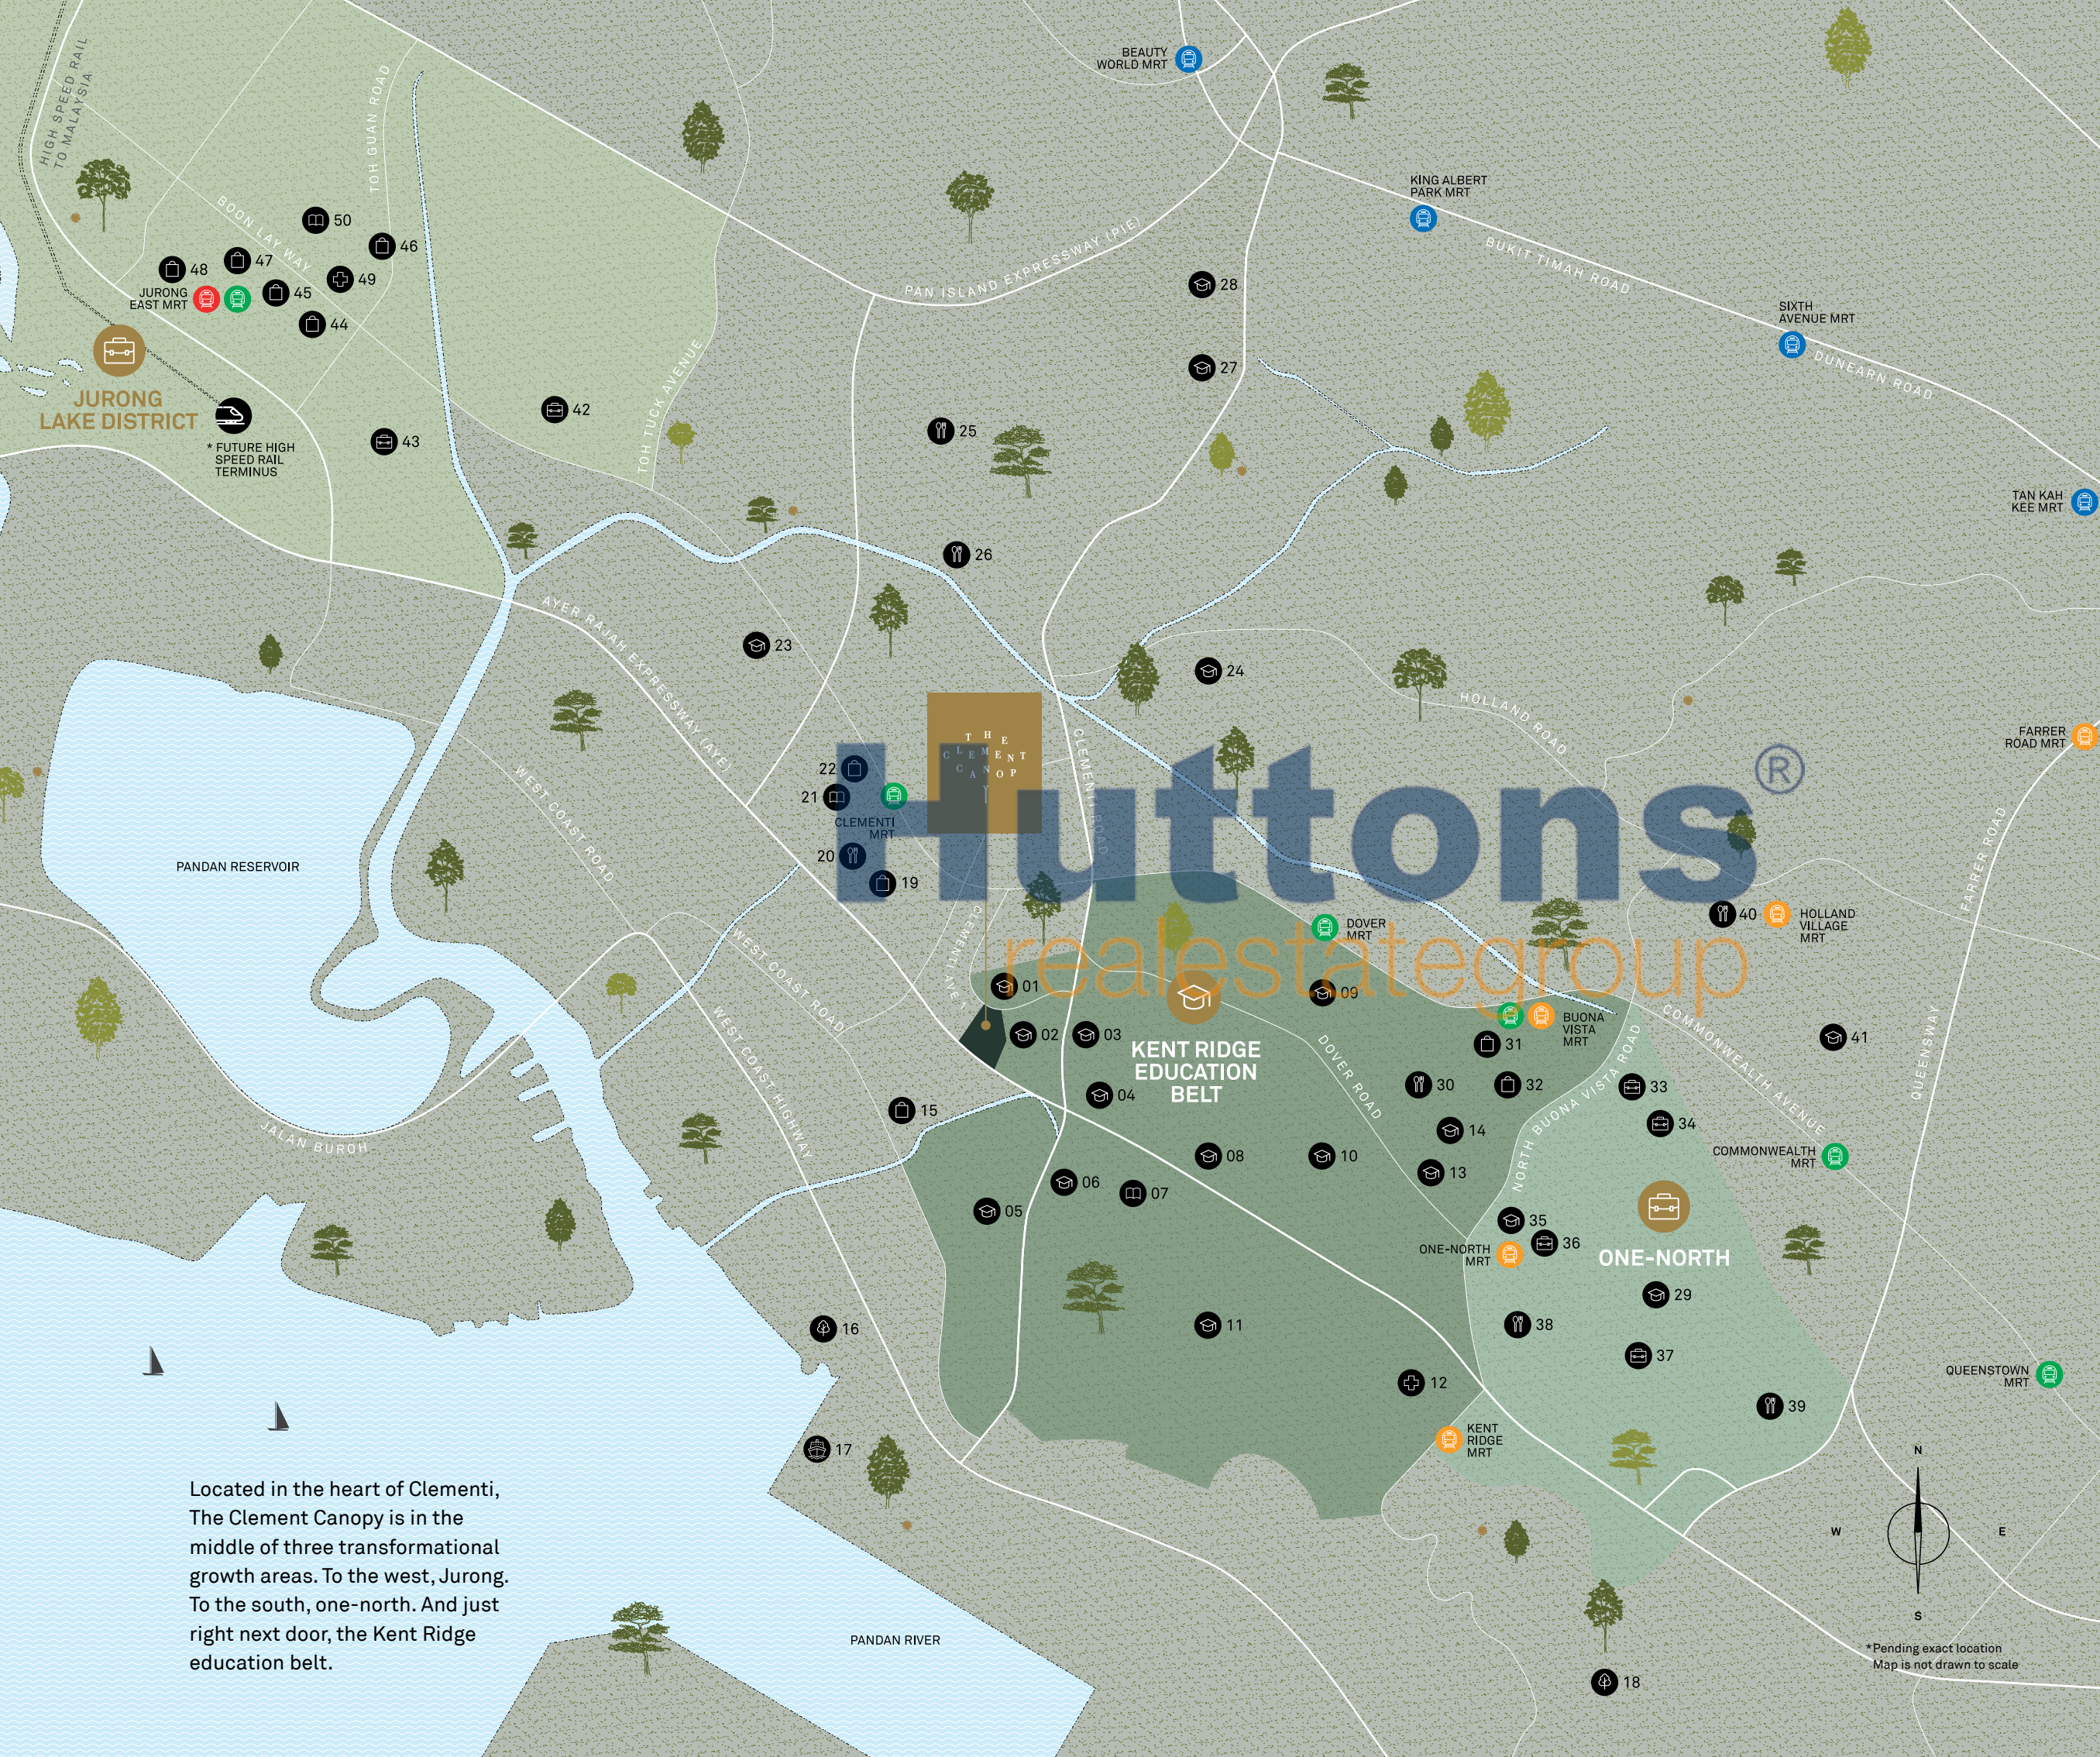 HIGH SPEED RAIL
TO MALAYSIA
TOH GUAN ROAD
BOON LAY WAY
BEAUTY
WORLD MRT
KING ALBERT
PARK MRT
BUKIT TIMAH ROAD
SIXTH
AVENUE MRT
DUNEARN ROAD
TAN KAH
KEE MRT
PAN ISLAND EXPRESSWAY (PIE)
50
46
47
48
49
45
44
JURONG
EAST MRT
JURONG
LAKE DISTRICT
* FUTURE HIGH
SPEED RAIL
TERMINUS
43
42
TOH TUCK AVENUE
28
27
25
26
23
24
AYER RAJAH EXPRESSWAY (AYE)
HOLLAND ROAD
FARRER
ROAD MRT
FARRER ROAD
THE
CLEMENT
CANOPY
CLEMENTI ROAD
22
21
CLEMENTI
MRT
20
19
Huttons®
realestategroup
WEST COAST ROAD
WEST COAST ROAD
PANDAN RESERVOIR
CLEMENTI AVE 1
DOVER
MRT
40
HOLLAND
VILLAGE
MRT
01
09
02
03
KENT RIDGE
EDUCATION
BELT
04
DOVER ROAD
BUONA
VISTA
MRT
31
30
32
33
34
14
13
NORTH BUONA VISTA ROAD
COMMONWEALTH AVENUE
41
QUEENSWAY
COMMONWEALTH
MRT
15
WEST COAST HIGHWAY
JALAN BUROH
08
10
06
07
05
35
36
ONE-NORTH
MRT
ONE-NORTH
29
38
37
39
11
12
16
17
KENT
RIDGE
MRT
QUEENSTOWN
MRT
18
N
W
E
S
Located in the heart of Clementi,
The Clement Canopy is in the
middle of three transformational
growth areas. To the west, Jurong.
To the south, one-north. And just
right next door, the Kent Ridge
education belt.
PANDAN RIVER
*Pending exact location
Map is not drawn to scale